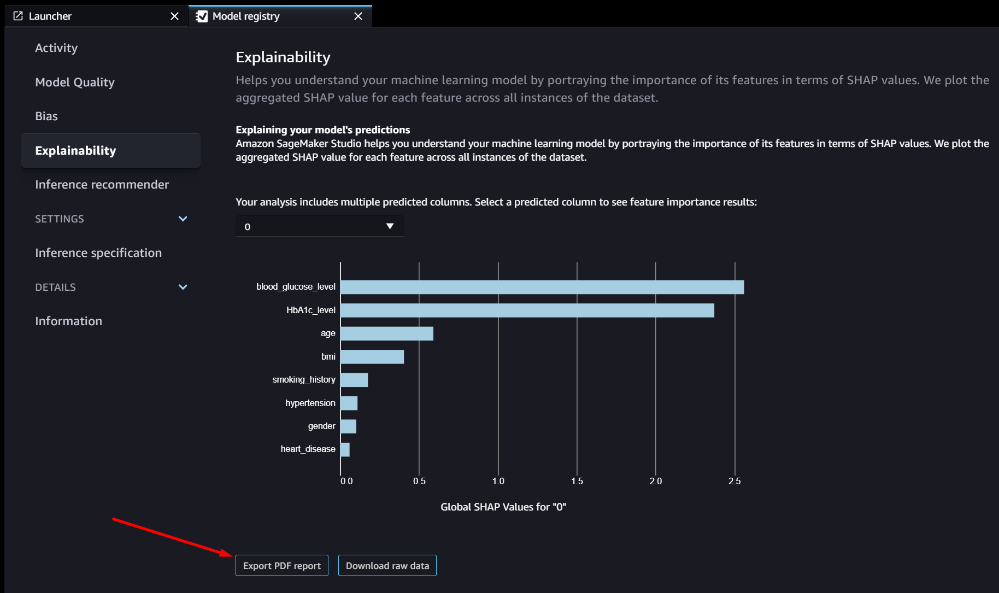 Launcher
Model registry
Activity
Model Quality
Bias
Explainability
Inference recommender
SETTINGS
Inference specification
DETAILS
Information
Explainability
Helps you understand your machine learning model by portraying the importance of its features in terms of SHAP values. We plot the
aggregated SHAP value for each feature across all instances of the dataset.
Explaining your model's predictions
Amazon SageMaker Studio helps you understand your machine learning model by portraying the importance of its features in terms of SHAP values. We plot the
aggregated SHAP value for each feature across all instances of the dataset.
Your analysis includes multiple predicted columns. Select a predicted column to see feature importance results:
0
blood_glucose_level
HbA1c_level
age
bmi
smoking_history
hypertension
gender
heart_disease
0.0 0.5 1.0 1.5 2.0 2.5
Global SHAP Values for "0"
Export PDF report
Download raw data